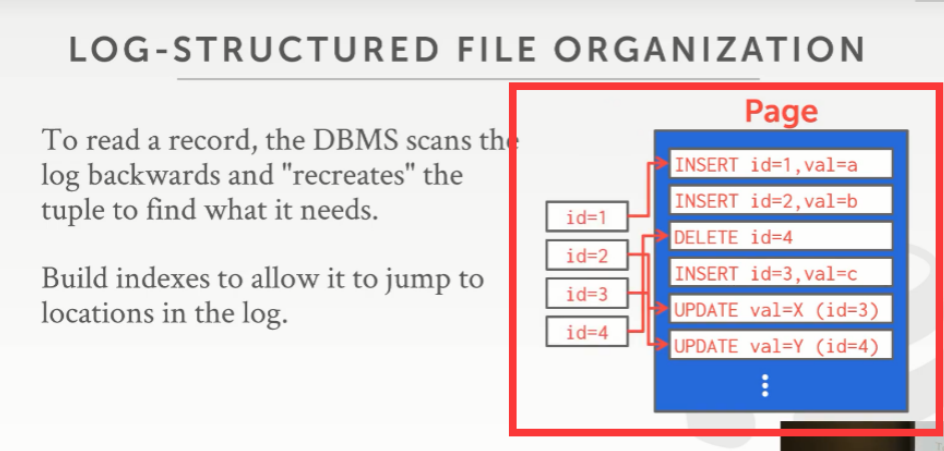 LOG-STRUCTURED FILE ORGANIZATION
To read a record, the DBMS scans the
log backwards and "recreates" the
tuple to find what it needs.
Build indexes to allow it to jump to
locations in the log.
Page
id=1
id=2
id=3
id=4
INSERT id=1,val=a
INSERT id=2,val=b
DELETE id=4
INSERT id=3,val=c
UPDATE val=X (id=3)
UPDATE val=Y (id=4)